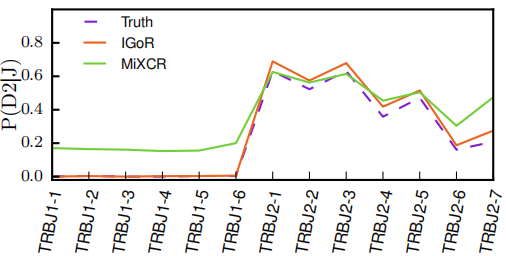 Truth
IGoR
MiXCR
P(D2|J)
0.8
0.6
0.4
0.2
0.0
TRBJ1-1
TRBJ1-2
TRBJ1-3
TRBJ1-4
TRBJ1-5
TRBJ1-6
TRBJ2-1
TRBJ2-2
TRBJ2-3
TRBJ2-4
TRBJ2-5
TRBJ2-6
TRBJ2-7